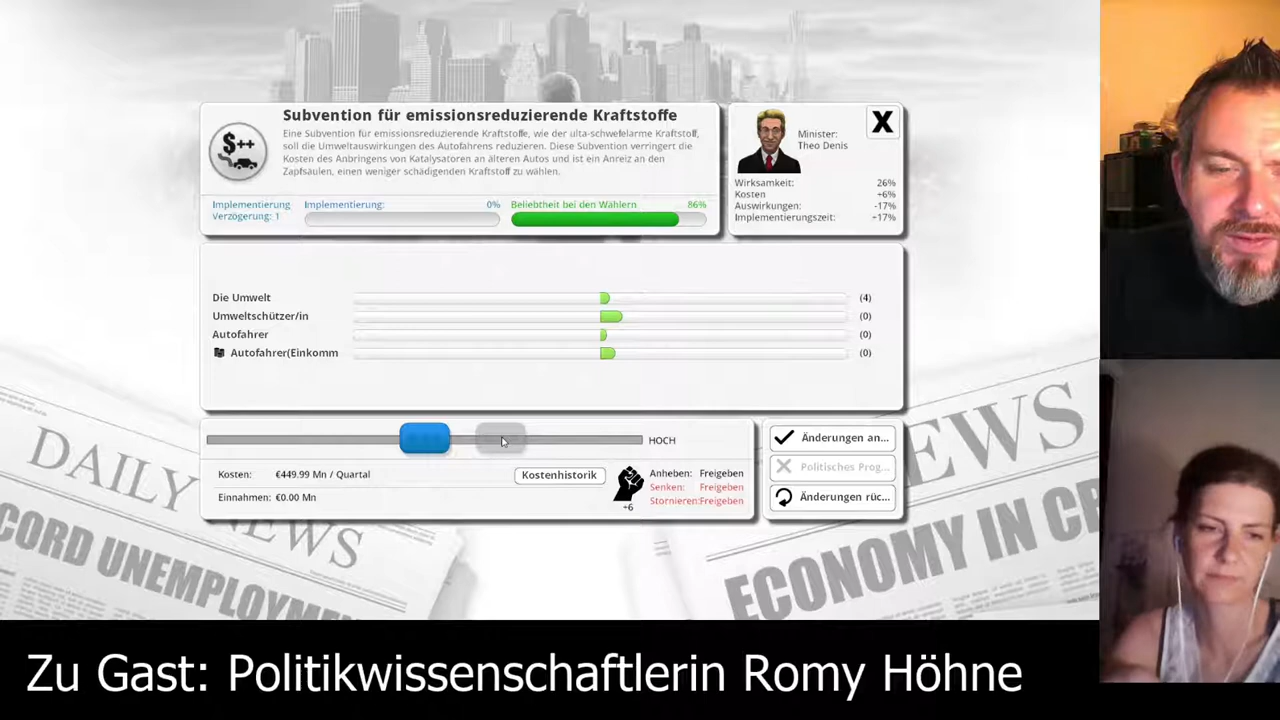 Subvention für emissionsreduzierende Kraftstoffe
Eine Subvention für emissionsreduzierende Kraftstoffe, wie der ulta-schwefelarme Kraftstoff,
soll die Umweltauswirkungen des Autofahrens reduzieren. Diese Subvention verringert die
Kosten des Anbringens von Katalysatoren an älteren Autos und ist ein Anreiz an den
Zapfsäulen, einen weniger schädigenden Kraftstoff zu wählen.
$++
Implementierung
Verzögerung: 1
Implementierung: 0%
Beliebtheit bei den Wählern 86%
Minister:
Theo Denis
X
Wirksamkeit: 26%
Kosten +6%
Auswirkungen: -17%
Implementierungszeit: +17%
Die Umwelt (4)
Umweltschützer/in (0)
Autofahrer (0)
Autofahrer(Einkomm (0)
HOCH
Kosten: €449.99 Mn / Quartal
Einnahmen: €0.00 Mn
Kostenhistorik
+6
Anheben: Freigeben
Senken: Freigeben
Stornieren:Freigeben
Änderungen an...
Politisches Prog...
Änderungen rüc...
DAILY NEWS
CORD UNEMPLOYM
NEWS
ECONOMY IN CR
Zu Gast: Politikwissenschaftlerin Romy Höhne